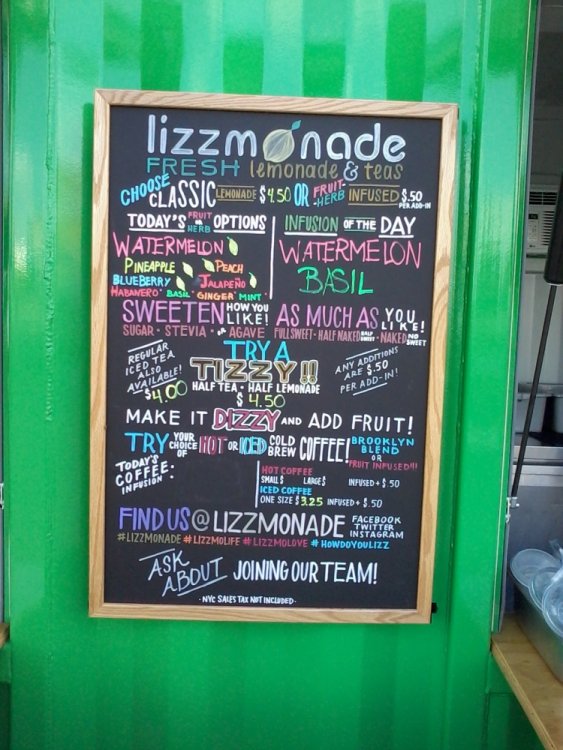 lizzmonade
FRESH lemonade & teas
CHOOSE CLASSIC LEMONADE $4.50 OR FRUIT-HERB INFUSED $.50 PER ADD-IN
TODAY'S FRUIT OR HERB OPTIONS
WATERMELON
PINEAPPLE PEACH
BLUEBERRY JALAPEÑO
HABANERO BASIL GINGER MINT
INFUSION OF THE DAY
WATERMELON
BASIL
SWEETEN HOW YOU LIKE!
SUGAR - STEVIA - OR AGAVE
AS MUCH AS YOU LIKE!
FULL SWEET - HALF NAKED HALF SWEET - NAKED NO SWEET
REGULAR
ICED TEA
ALSO
AVAILABLE!
$4.00
TRY A
TIZZY!!
HALF TEA - HALF LEMONADE
$4.50
ANY ADDITIONS
ARE $.50
PER ADD-IN!
MAKE IT DIZZY AND ADD FRUIT!
TRY YOUR CHOICE OF HOT OR ICED COLD BREW COFFEE! BROOKLYN BLEND OR FRUIT INFUSED!!!
TODAY'S
COFFEE
INFUSION:
HOT COFFEE
SMALL $ LARGE $ INFUSED + $.50
ICED COFFEE
ONE SIZE $3.25 INFUSED + $.50
FIND US @ LIZZMONADE FACEBOOK TWITTER INSTAGRAM
#LIZZMONADE #LIZZMOLIFE #LIZZMOLOVE #HOWDOYOULIZZ
ASK ABOUT JOINING OUR TEAM!
- NYC SALES TAX NOT INCLUDED -